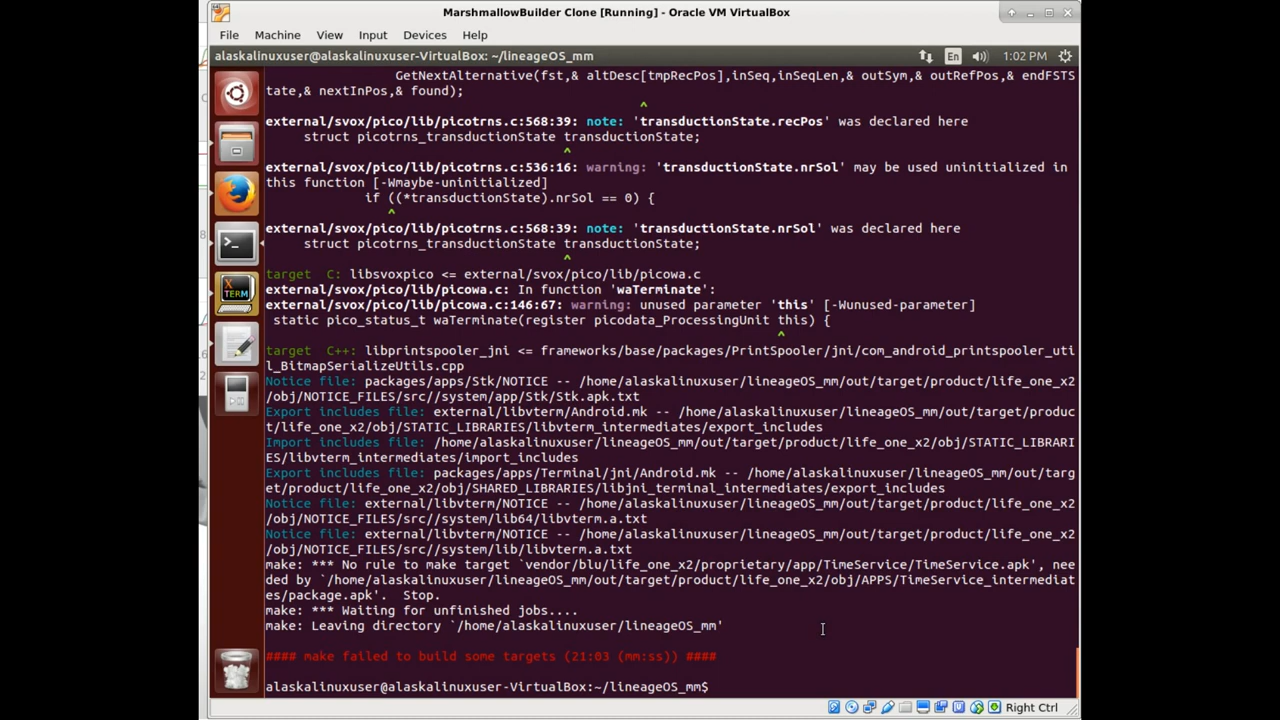 MarshmallowBuilder Clone [Running] - Oracle VM VirtualBox
File Machine View Input Devices Help
alaskalinuxuser@alaskalinuxuser-VirtualBox: ~/lineageOS_mm
En 1:02 PM
GetNextAlternative(fst,& altDesc[tmpRecPos],inSeq,inSeqLen,& outSym,& outRefPos,& endFSTS
tate,& nextInPos,& found);
^
external/svox/pico/lib/picotrns.c:568:39: note: 'transductionState.recPos' was declared here
struct picotrns_transductionState transductionState;
^
external/svox/pico/lib/picotrns.c:536:16: warning: 'transductionState.nrSol' may be used uninitialized in
this function [-Wmaybe-uninitialized]
if ((*transductionState).nrSol == 0) {
^
external/svox/pico/lib/picotrns.c:568:39: note: 'transductionState.nrSol' was declared here
struct picotrns_transductionState transductionState;
^
target C: libsvoxpico <= external/svox/pico/lib/picowa.c
external/svox/pico/lib/picowa.c: In function 'waTerminate':
external/svox/pico/lib/picowa.c:146:67: warning: unused parameter 'this' [-Wunused-parameter]
static pico_status_t waTerminate(register picodata_ProcessingUnit this) {
^
target C++: libprintspooler_jni <= frameworks/base/packages/PrintSpooler/jni/com_android_printspooler_uti
l_BitmapSerializeUtils.cpp
Notice file: packages/apps/Stk/NOTICE -- /home/alaskalinuxuser/lineageOS_mm/out/target/product/life_one_x2
/obj/NOTICE_FILES/src//system/app/Stk/Stk.apk.txt
Export includes file: external/libvterm/Android.mk -- /home/alaskalinuxuser/lineageOS_mm/out/target/produc
t/life_one_x2/obj/STATIC_LIBRARIES/libvterm_intermediates/export_includes
Import includes file: /home/alaskalinuxuser/lineageOS_mm/out/target/product/life_one_x2/obj/STATIC_LIBRARI
ES/libvterm_intermediates/import_includes
Export includes file: packages/apps/Terminal/jni/Android.mk -- /home/alaskalinuxuser/lineageOS_mm/out/targ
et/product/life_one_x2/obj/SHARED_LIBRARIES/libjni_terminal_intermediates/export_includes
Notice file: external/libvterm/NOTICE -- /home/alaskalinuxuser/lineageOS_mm/out/target/product/life_one_x2
/obj/NOTICE_FILES/src//system/lib64/libvterm.a.txt
Notice file: external/libvterm/NOTICE -- /home/alaskalinuxuser/lineageOS_mm/out/target/product/life_one_x2
/obj/NOTICE_FILES/src//system/lib/libvterm.a.txt
make: *** No rule to make target `vendor/blu/life_one_x2/proprietary/app/TimeService/TimeService.apk', nee
ded by `/home/alaskalinuxuser/lineageOS_mm/out/target/product/life_one_x2/obj/APPS/TimeService_intermediat
es/package.apk'.  Stop.
make: *** Waiting for unfinished jobs....
make: Leaving directory `/home/alaskalinuxuser/lineageOS_mm'
#### make failed to build some targets (21:03 (mm:ss)) ####
alaskalinuxuser@alaskalinuxuser-VirtualBox:~/lineageOS_mm$
X
TERM
Right Ctrl